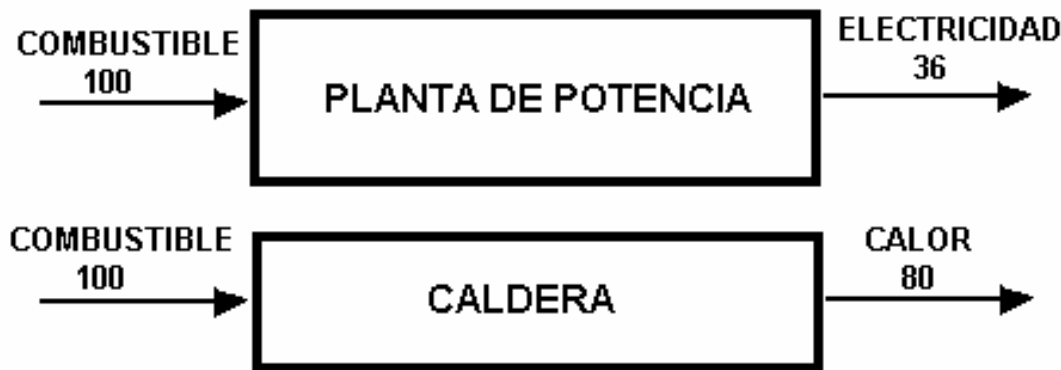 COMBUSTIBLE
100
PLANTA DE POTENCIA
ELECTRICIDAD
36
COMBUSTIBLE
100
CALDERA
CALOR
80